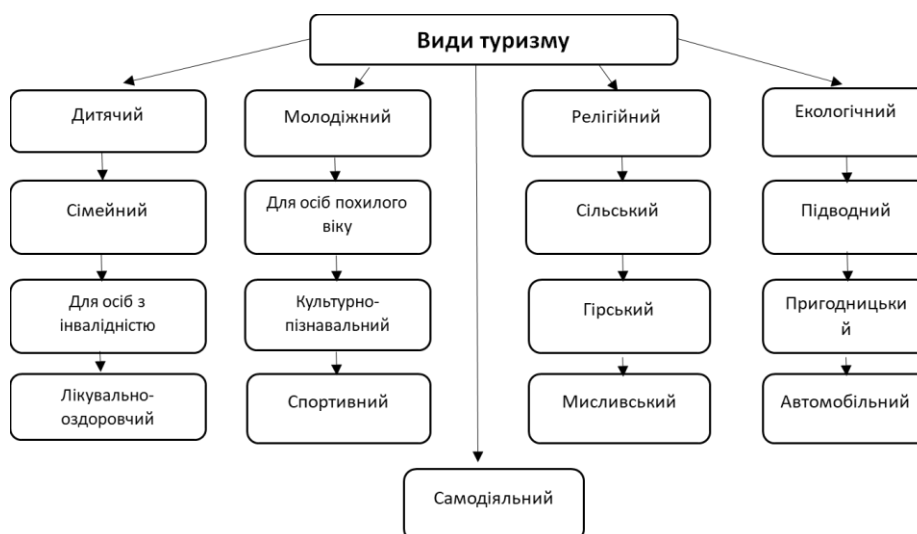 Види туризму
Дитячий
Молодіжний
Релігійний
Екологічний
Сімейний
Для осіб похилого
віку
Сільський
Підводний
Для осіб з
інвалідністю
Культурно-
пізнавальний
Гірський
Пригодницьки
й
Лікувально-
оздоровчий
Спортивний
Мисливський
Автомобільний
Самодіяльний